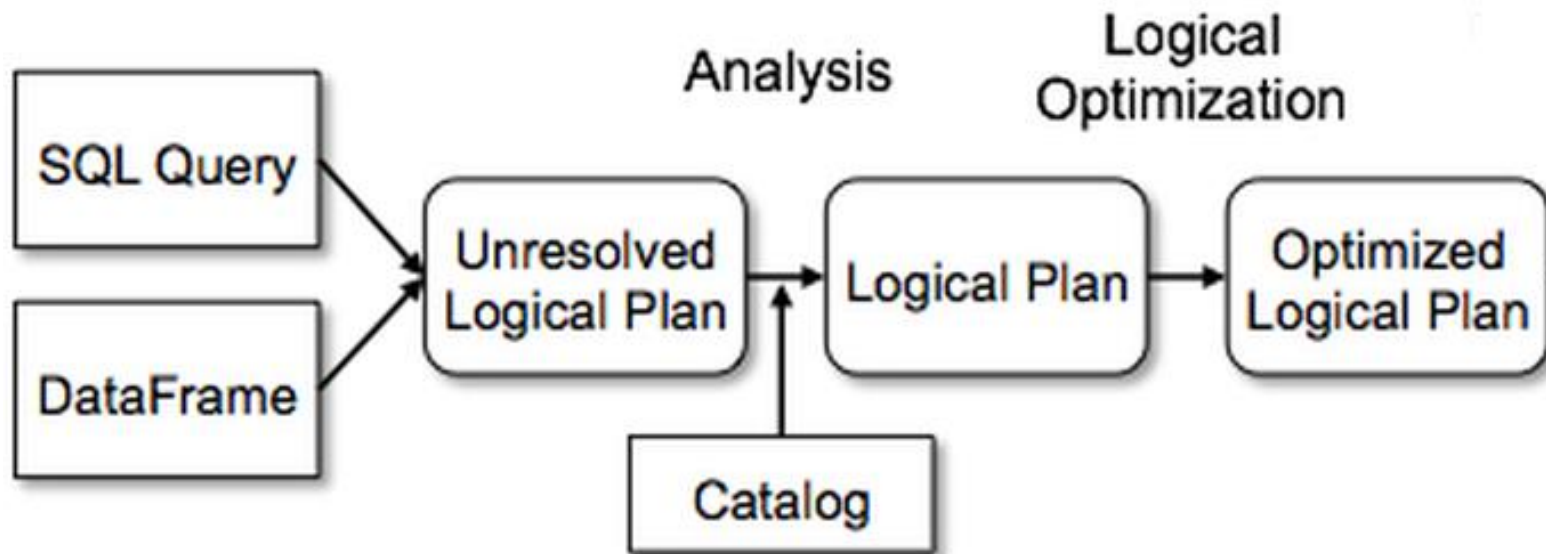 Analysis
Logical
Optimization
SQL Query
DataFrame
Unresolved
Logical Plan
Logical Plan
Optimized
Logical Plan
Catalog